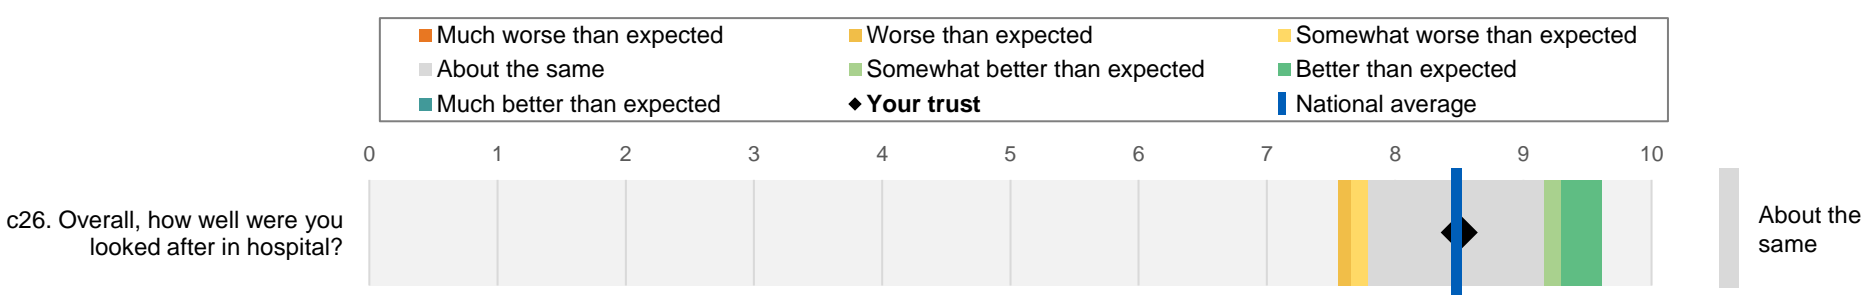 Much worse than expected
Worse than expected
Somewhat worse than expected
About the same
Somewhat better than expected
Better than expected
Much better than expected
Your trust
National average
0 1 2 3 4 5 6 7 8 9 10
c26. Overall, how well were you
looked after in hospital?
About the
same